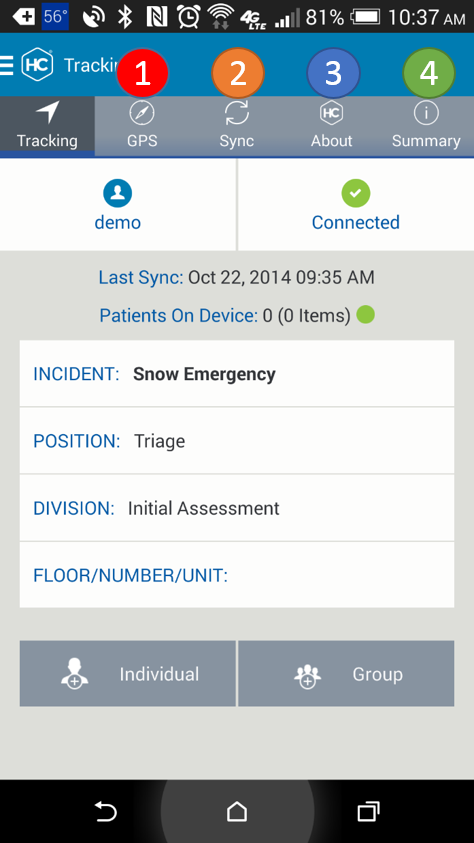 56° 4G LTE 81% 10:37 AM
HC Tracki
1 2 3 4
Tracking GPS Sync HC About Summary
demo Connected
Last Sync: Oct 22, 2014 09:35 AM
Patients On Device: 0 (0 Items)
INCIDENT: Snow Emergency
POSITION: Triage
DIVISION: Initial Assessment
FLOOR/NUMBER/UNIT:
Individual Group